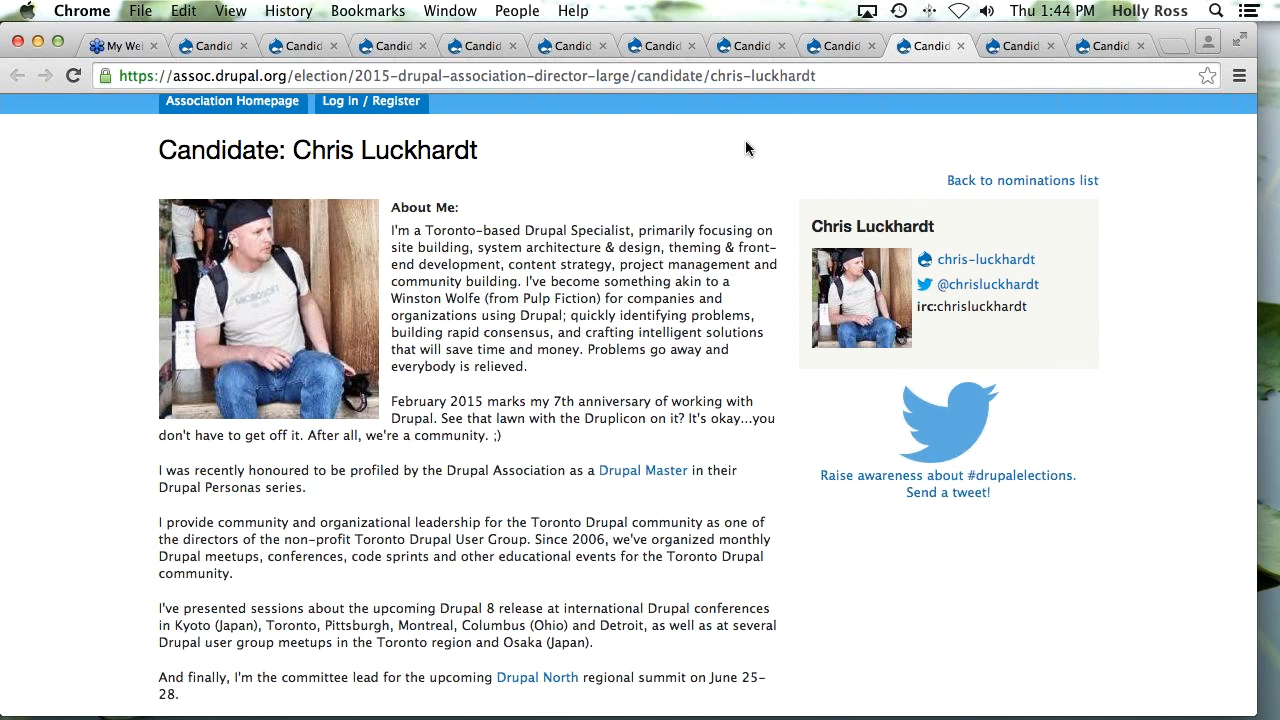 Chrome File Edit View History Bookmarks Window People Help Thu 1:44 PM Holly Ross
My Wel Candid Candid Candid Candid Candid Candid Candid Candid Candid Candid Candid
https://assoc.drupal.org/election/2015-drupal-association-director-large/candidate/chris-luckhardt
Association Homepage Log In / Register
Candidate: Chris Luckhardt
Back to nominations list
About Me:
I'm a Toronto-based Drupal Specialist, primarily focusing on
site building, system architecture & design, theming & front-
end development, content strategy, project management and
community building. I've become something akin to a
Winston Wolfe (from Pulp Fiction) for companies and
organizations using Drupal; quickly identifying problems,
building rapid consensus, and crafting intelligent solutions
that will save time and money. Problems go away and
everybody is relieved.
February 2015 marks my 7th anniversary of working with
Drupal. See that lawn with the Druplicon on it? It's okay...you
don't have to get off it. After all, we're a community. ;)
I was recently honoured to be profiled by the Drupal Association as a Drupal Master in their
Drupal Personas series.
I provide community and organizational leadership for the Toronto Drupal community as one of
the directors of the non-profit Toronto Drupal User Group. Since 2006, we've organized monthly
Drupal meetups, conferences, code sprints and other educational events for the Toronto Drupal
community.
I've presented sessions about the upcoming Drupal 8 release at international Drupal conferences
in Kyoto (Japan), Toronto, Pittsburgh, Montreal, Columbus (Ohio) and Detroit, as well as at several
Drupal user group meetups in the Toronto region and Osaka (Japan).
And finally, I'm the committee lead for the upcoming Drupal North regional summit on June 25-
28.
Chris Luckhardt
chris-luckhardt
@chrisluckhardt
irc:chrisluckhardt
Raise awareness about #drupalelections.
Send a tweet!